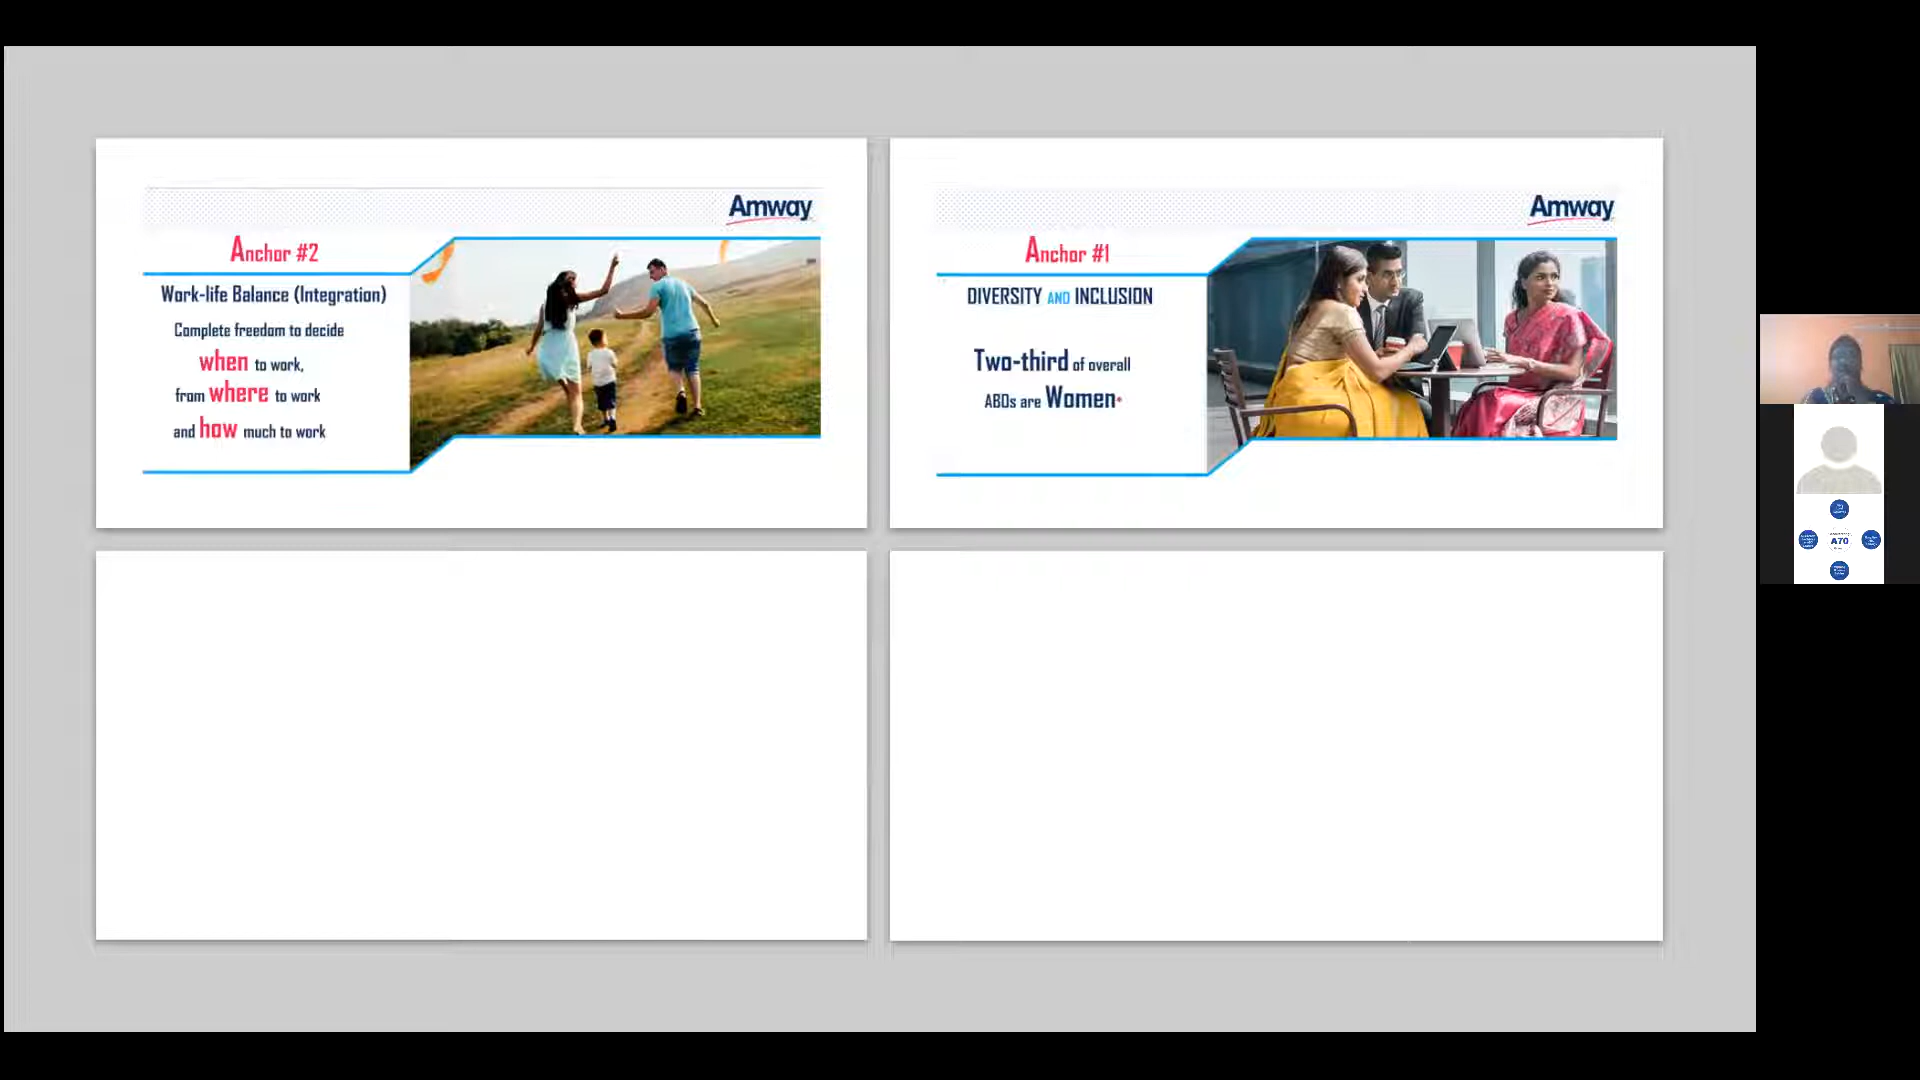 Amway
Anchor #2
Work-life Balance (Integration)
Complete freedom to decide
when to work,
from where to work
and how much to work
Amway
Anchor #1
DIVERSITY AND INCLUSION
Two-third of overall
ABOs are Women*
A70